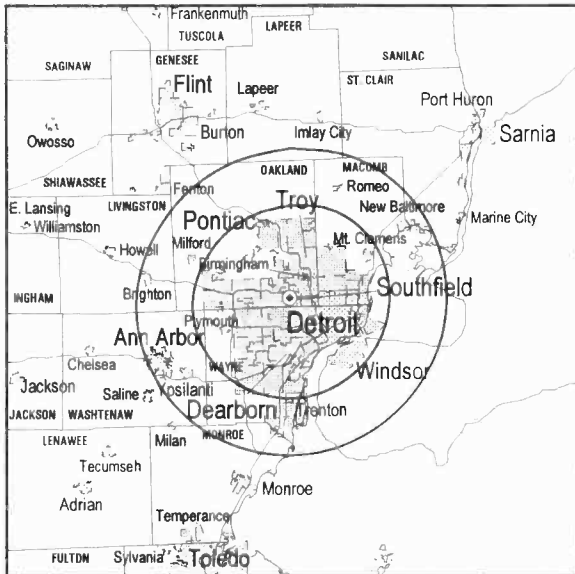 Frankenmuth
LAPEER
TUSCOLA
SAGINAW
GENESEE
SANILAC
Flint
Lapeer
ST. CLAIR
Port Huron
Owosso
Burton
Imlay City
Sarnia
SHIAWASSEE
Fenton
OAKLAND
MACOMB
Romeo
E. Lansing
LIVINGSTON
Troy
New Baltimore
Williamston
Pontiac
Marine City
Howell
Milford
Mt. Clemens
Birmingham
INGHAM
Brighton
Southfield
Plymouth
Detroit
Ann Arbor
Chelsea
WAYNE
Windsor
Jackson
Saline
Ypsilanti
JACKSON
WASHTENAW
Dearborn
Trenton
LENAWEE
Milan
MONROE
Tecumseh
Adrian
Monroe
Temperance
FULTON
Sylvania
Toledo